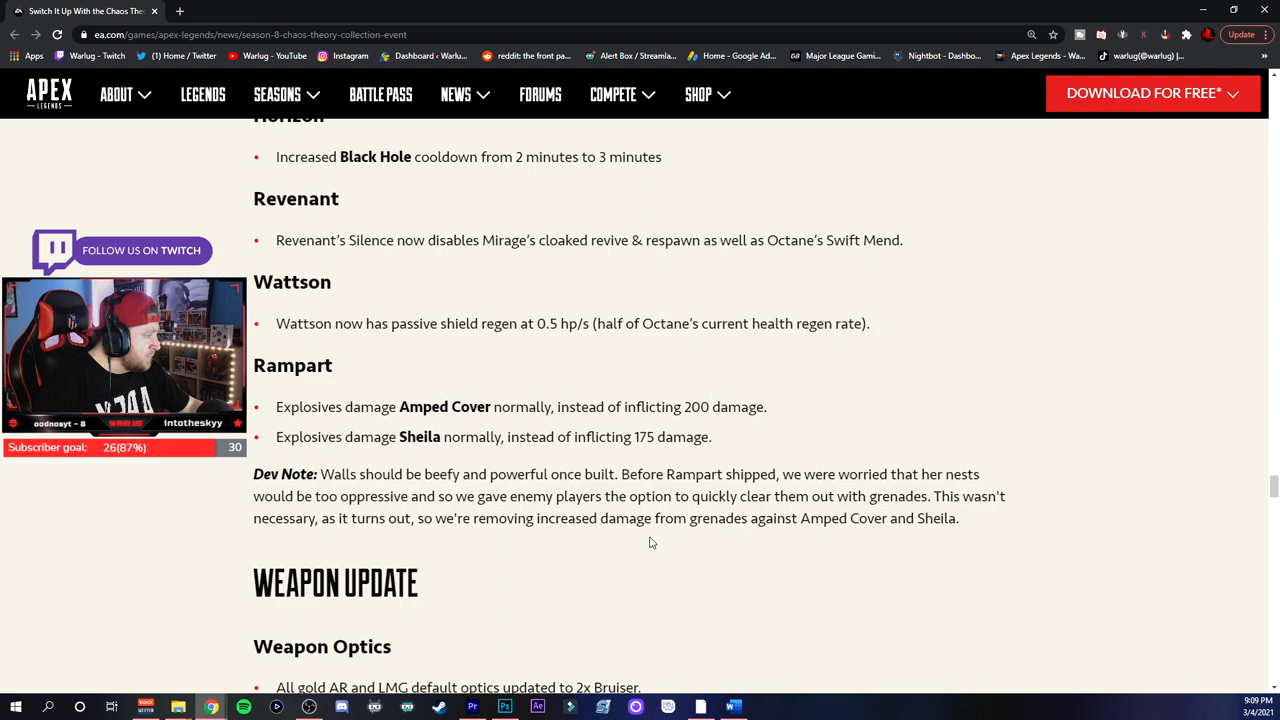 Switch It Up
ea.com/games/apex-legends/news/season-8-chaos-theory-collection-event
Update
Apps
Warlug - Twitch
(1) Home / Twitter
Warlug - YouTube
Instagram
Dashboard - Warlu...
reddit: the front pa...
Alert Box / Streamla...
Home - Google Ad...
Major League Gami...
Nightbot - Dashbo...
Apex Legends - Wa...
warlug(@warlug) |...
»
APEX
LEGENDS
ABOUT
LEGENDS
SEASONS
BATTLE PASS
NEWS
FORUMS
COMPETE
SHOP
DOWNLOAD FOR FREE*
Horizon
• Increased Black Hole cooldown from 2 minutes to 3 minutes
Revenant
• Revenant's Silence now disables Mirage's cloaked revive & respawn as well as Octane's Swift Mend.
FOLLOW US ON TWITCH
Wattson
• Wattson now has passive shield regen at 0.5 hp/s (half of Octane's current health regen rate).
Rampart
• Explosives damage Amped Cover normally, instead of inflicting 200 damage.
• Explosives damage Sheila normally, instead of inflicting 175 damage.
oodnosyt - 8
intotheskyy
Subscriber goal: 26(87%) 30
Dev Note: Walls should be beefy and powerful once built. Before Rampart shipped, we were worried that her nests
would be too oppressive and so we gave enemy players the option to quickly clear them out with grenades. This wasn't
necessary, as it turns out, so we're removing increased damage from grenades against Amped Cover and Sheila.
WEAPON UPDATE
Weapon Optics
• All gold AR and LMG default optics updated to 2x Bruiser.
9:09 PM
3/4/2021